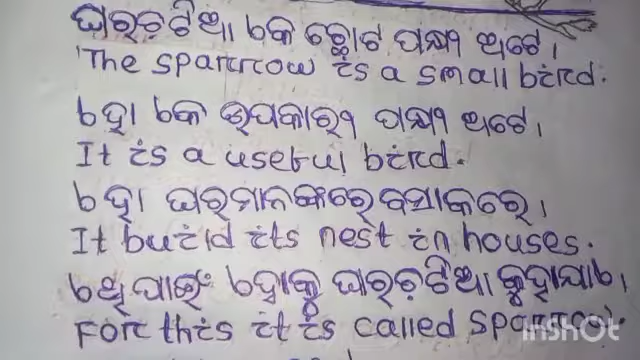 ଘରଚଟିଆ ଏକ ଛୋଟ ପକ୍ଷୀ ଅଟେ।
The sparrow is a small bird.
ଏହା ଏକ ଉପକାରୀ ପକ୍ଷୀ ଅଟେ।
It is a useful bird.
ଏହା ଘରମାନଙ୍କରେ ବସାକରେ।
It build its nest in houses.
ଏଥିପାଇଁ ଏହାକୁ ଘରଚଟିଆ କୁହାଯାଏ।
For this it is called sparrow.
inshot